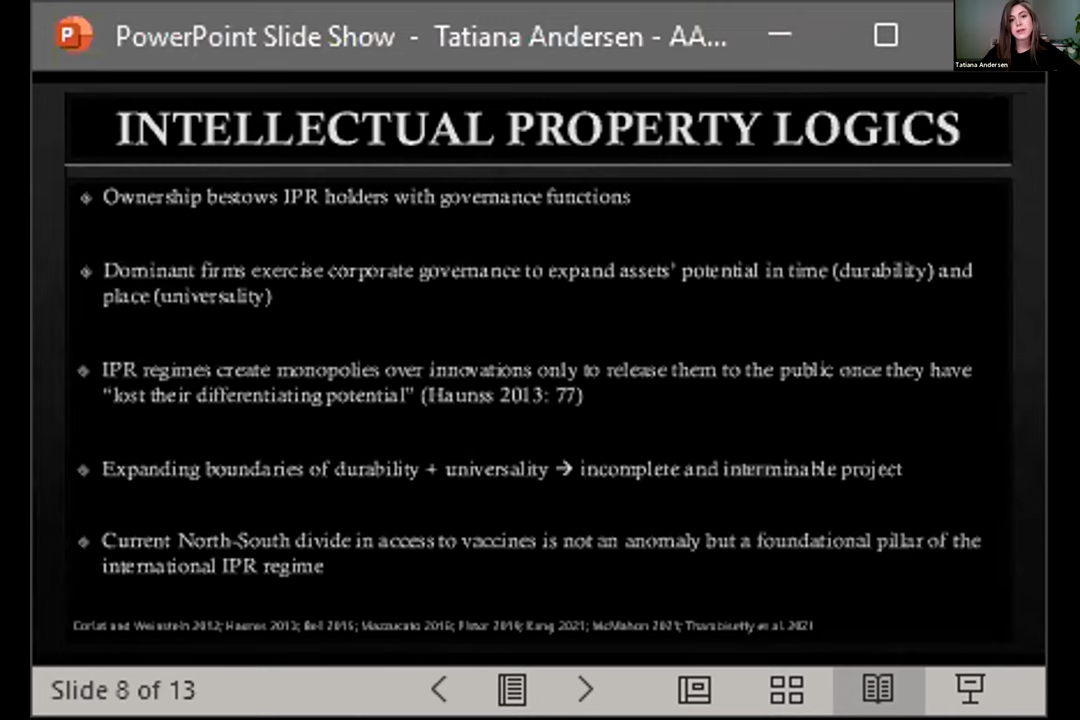 P PowerPoint Slide Show - Tatiana Andersen - AA...
Tatiana Andersen
INTELLECTUAL PROPERTY LOGICS
Ownership bestows IPR holders with governance functions
Dominant firms exercise corporate governance to expand assets' potential in time (durability) and
place (universality)
IPR regimes create monopolies over innovations only to release them to the public once they have
"lost their differentiating potential" (Haunss 2013: 77)
Expanding boundaries of durability + universality → incomplete and interminable project
Current North-South divide in access to vaccines is not an anomaly but a foundational pillar of the
international IPR regime
and Weinstein 2012; Haunss 2013; Bell 2015; Mazzucato 2018; 2019; Kang 2021; McMahon 2021; Thambisetty et al. 2021
Slide 8 of 13